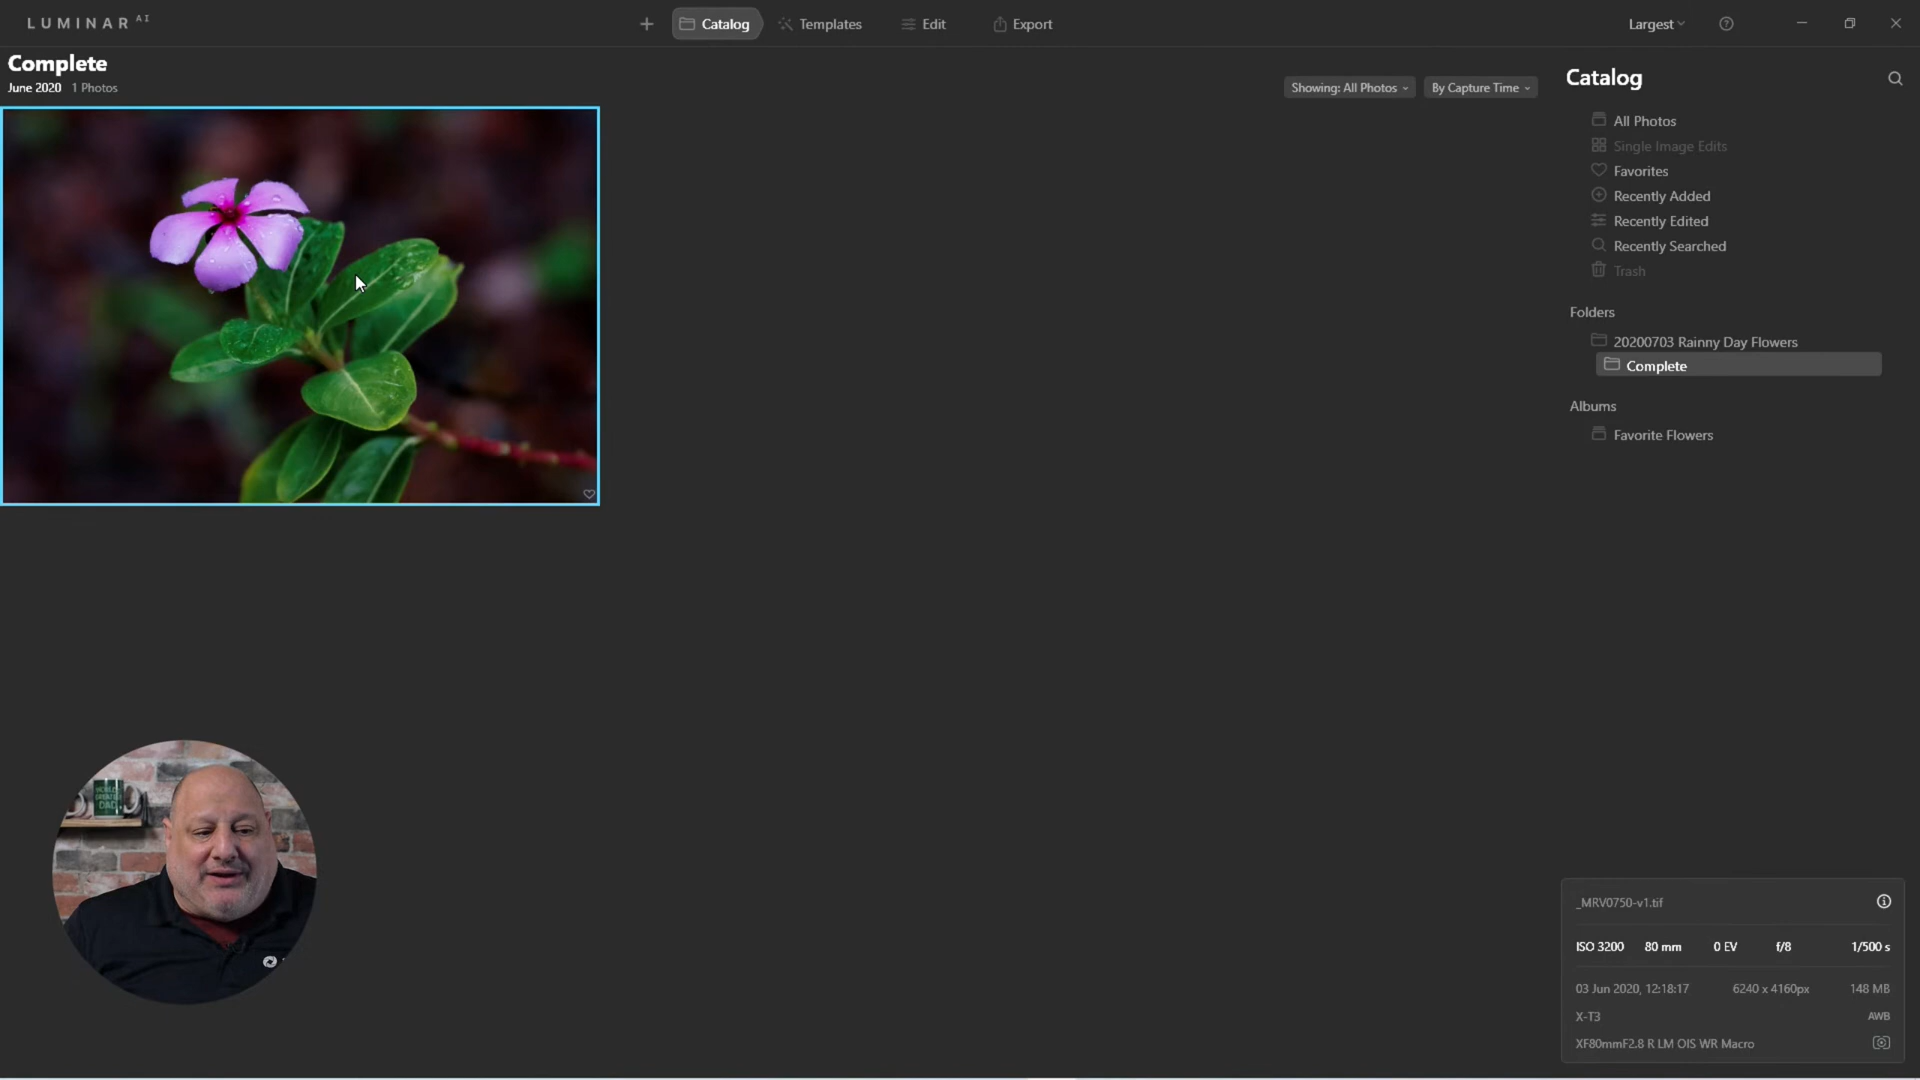 LUMINAR AI
Catalog
Templates
Edit
Export
Largest
Complete
June 2020 1 Photos
Showing: All Photos
By Capture Time
Catalog
All Photos
Single Image Edits
Favorites
Recently Added
Recently Edited
Recently Searched
Trash
Folders
20200703 Rainny Day Flowers
Complete
Albums
Favorite Flowers
WORLD'S
GREATEST
DAD
_MRV0750-v1.tif
ISO 3200 80 mm 0 EV f/8 1/500 s
03 Jun 2020, 12:18:17 6240 x 4160px 148 MB
X-T3 AWB
XF80mmF2.8 R LM OIS WR Macro